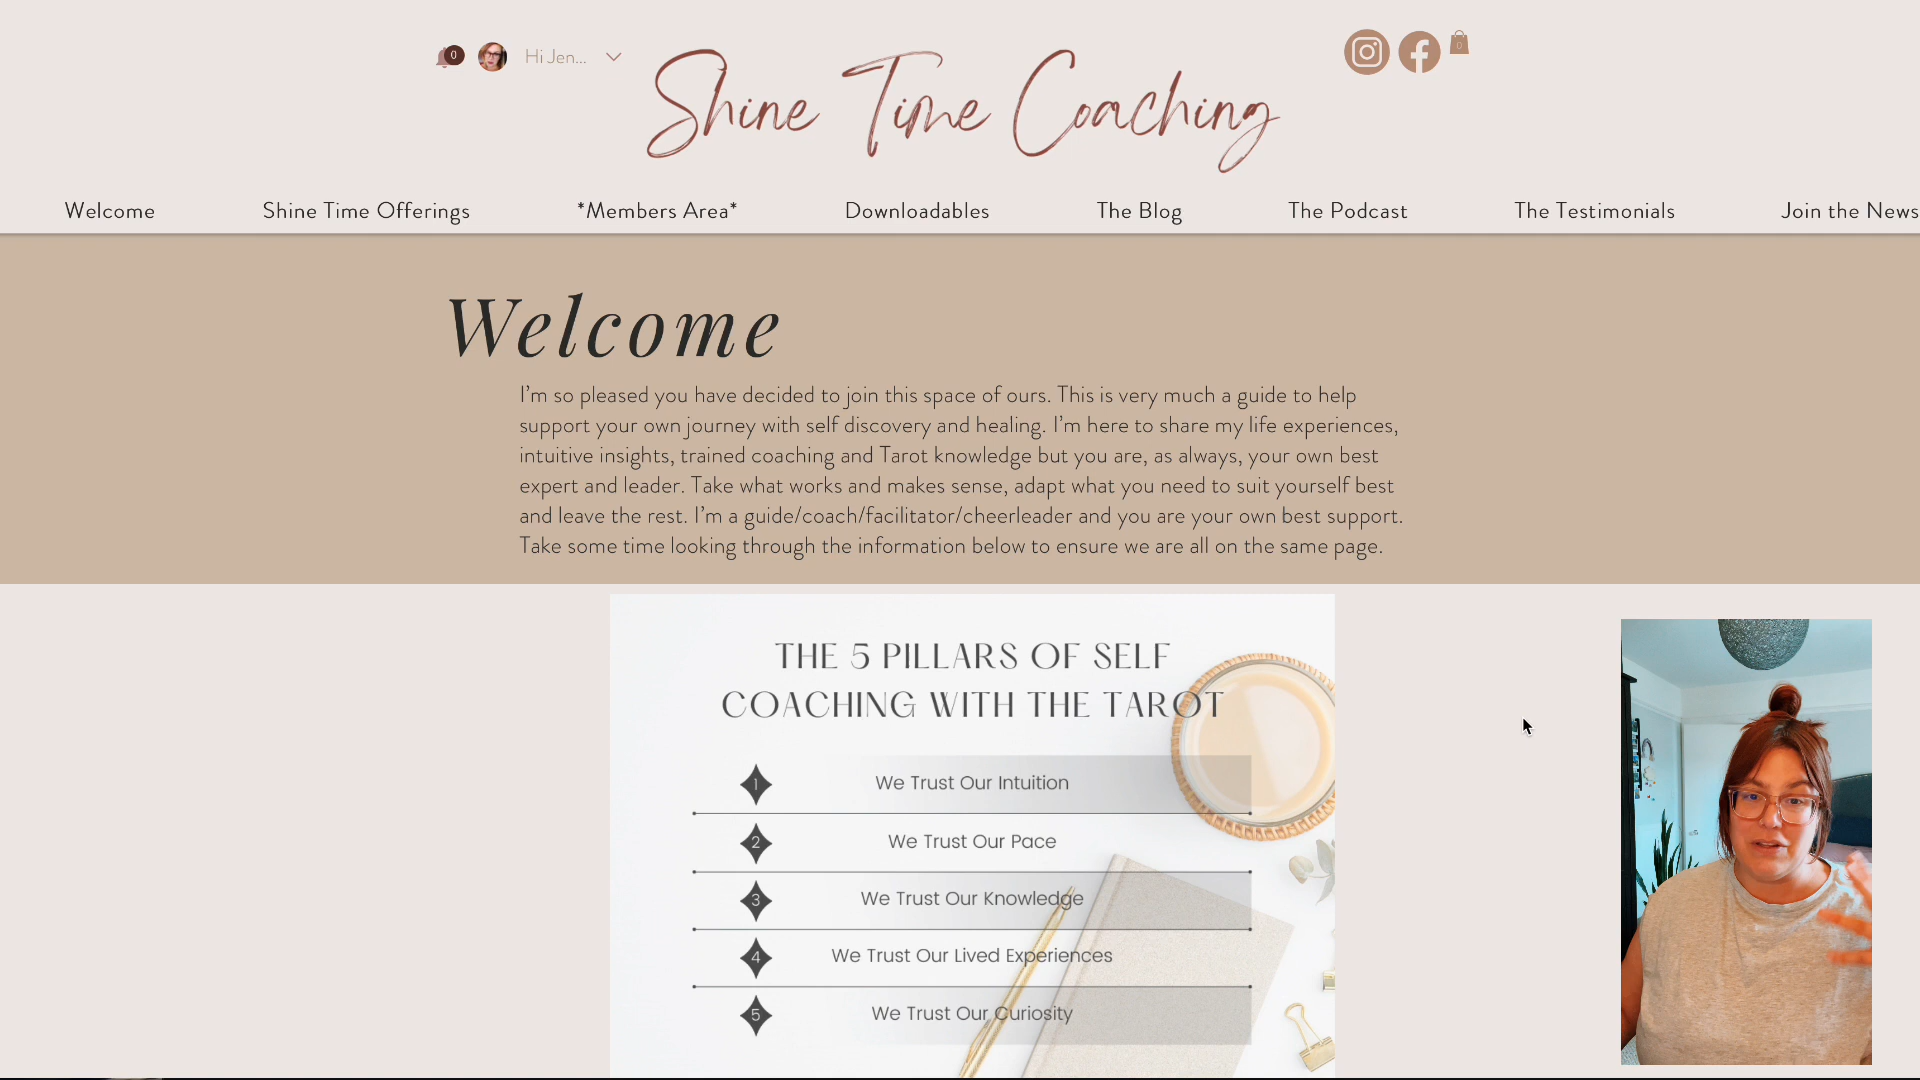 0
Hi Jen...
Shine Time Coaching
0
Welcome
Shine Time Offerings
*Members Area*
Downloadables
The Blog
The Podcast
The Testimonials
Join the News
Welcome
I’m so pleased you have decided to join this space of ours. This is very much a guide to help
support your own journey with self discovery and healing. I’m here to share my life experiences,
intuitive insights, trained coaching and Tarot knowledge but you are, as always, your own best
expert and leader. Take what works and makes sense, adapt what you need to suit yourself best
and leave the rest. I’m a guide/coach/facilitator/cheerleader and you are your own best support.
Take some time looking through the information below to ensure we are all on the same page.
THE 5 PILLARS OF SELF
COACHING WITH THE TAROT
1 We Trust Our Intuition
2 We Trust Our Pace
3 We Trust Our Knowledge
4 We Trust Our Lived Experiences
5 We Trust Our Curiosity